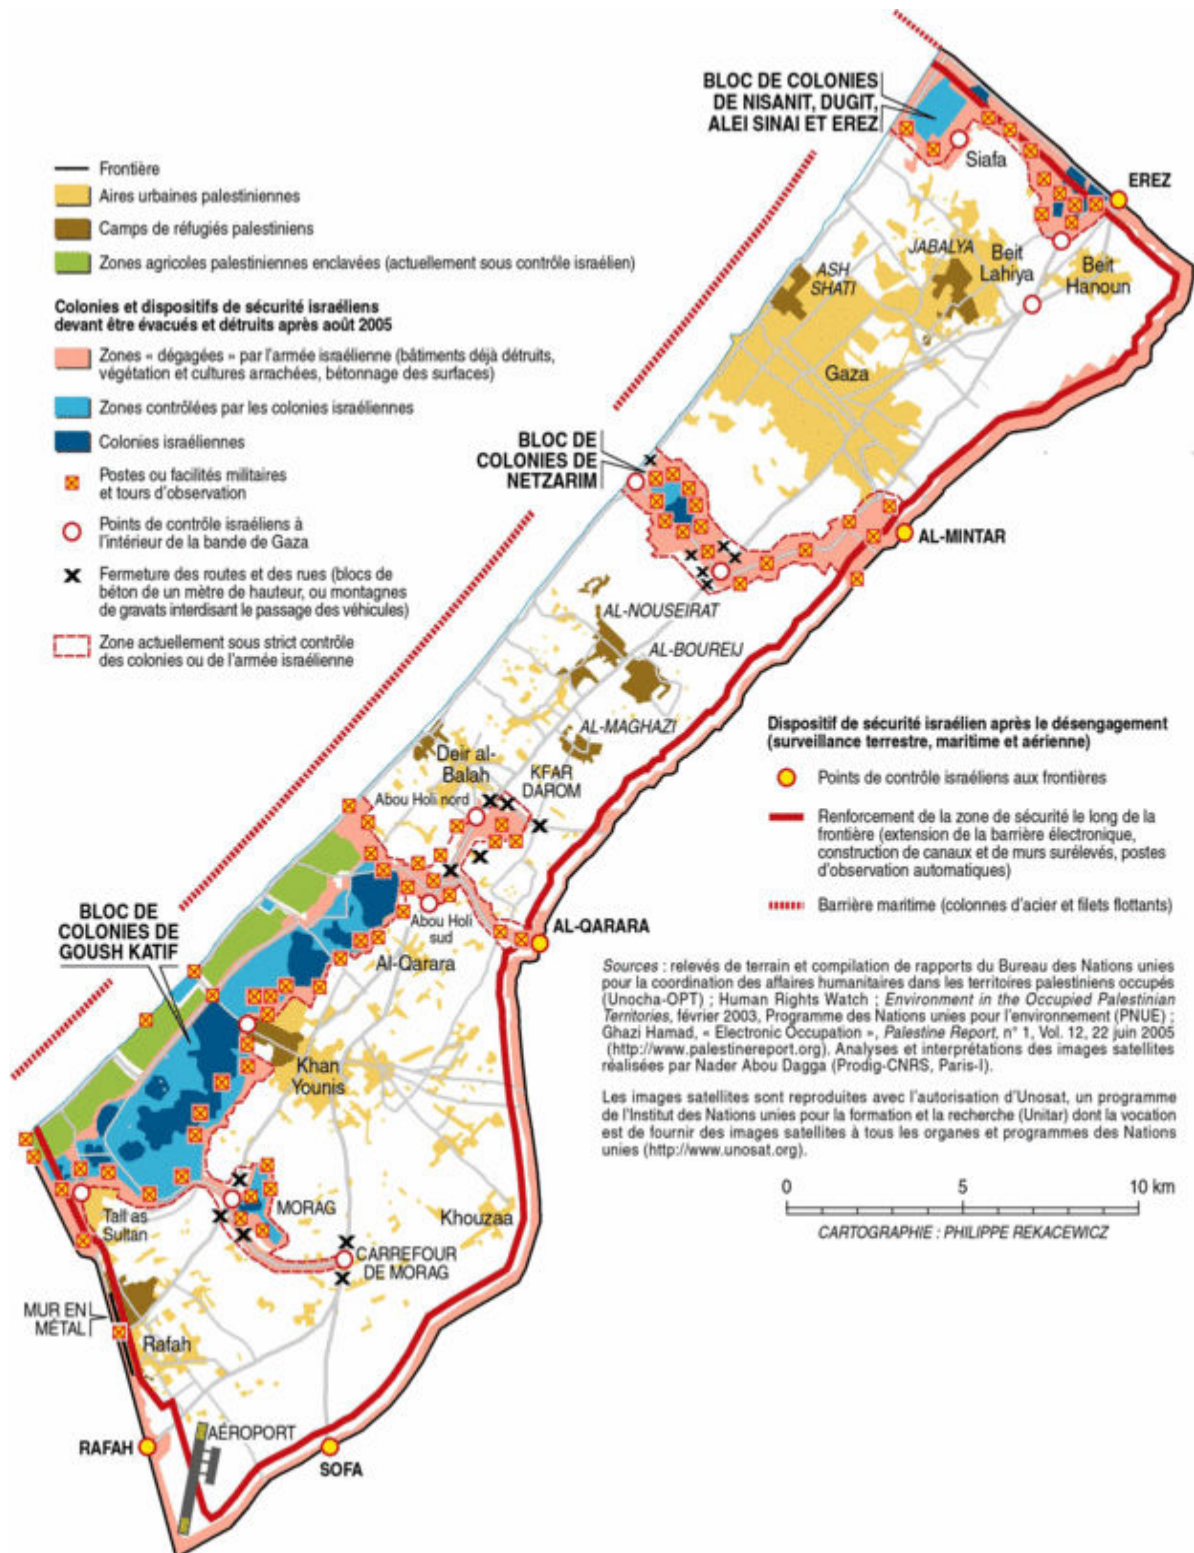 BLOC DE COLONIES
DE NISANIT, DUGIT,
ALEI SINAI ET EREZ
Siafa
EREZ
JABALYA
Beit
Lahiya
Beit
Hanoun
ASH
SHATI
Gaza
Frontière
Aires urbaines palestiniennes
Camps de réfugiés palestiniens
Zones agricoles palestiniennes enclavées (actuellement sous contrôle israélien)
Colonies et dispositifs de sécurité israéliens
devant être évacués et détruits après août 2005
Zones « dégagées » par l'armée israélienne (bâtiments déjà détruits,
végétation et cultures arrachées, bétonnage des surfaces)
Zones contrôlées par les colonies israéliennes
Colonies israéliennes
Postes ou facilités militaires
et tours d'observation
Points de contrôle israéliens à
l'intérieur de la bande de Gaza
Fermeture des routes et des rues (blocs de
béton de un mètre de hauteur, ou montagnes
de gravats interdisant le passage des véhicules)
Zone actuellement sous strict contrôle
des colonies ou de l'armée israélienne
BLOC DE
COLONIES DE
NETZARIM
AL-MINTAR
AL-NOUSEIRAT
AL-BOUREIJ
AL-MAGHAZI
Deir al-
Balah
KFAR
DAROM
Abou Holi nord
Abou Holi
sud
AL-QARARA
BLOC DE
COLONIES DE
GOUSH KATIF
Al-Qarara
Khan
Younis
Tall as
Sultan
MORAG
Khouzaa
CARREFOUR
DE MORAG
MUR EN
MÉTAL
Rafah
AÉROPORT
RAFAH
SOFA
Dispositif de sécurité israélien après le désengagement
(surveillance terrestre, maritime et aérienne)
Points de contrôle israéliens aux frontières
Renforcement de la zone de sécurité le long de la
frontière (extension de la barrière électronique,
construction de canaux et de murs surélevés, postes
d'observation automatiques)
Barrière maritime (colonnes d'acier et filets flottants)
Sources : relevés de terrain et compilation de rapports du Bureau des Nations unies
pour la coordination des affaires humanitaires dans les territoires palestiniens occupés
(Unocha-OPT) ; Human Rights Watch ; Environment in the Occupied Palestinian
Territories, février 2003, Programme des Nations unies pour l'environnement (PNUE) ;
Ghazi Hamad, « Electronic Occupation », Palestine Report, n° 1, Vol. 12, 22 juin 2005
(http://www.palestinereport.org). Analyses et interprétations des images satellites
réalisées par Nader Abou Dagga (Prodig-CNRS, Paris-I).
Les images satellites sont reproduites avec l'autorisation d'Unosat, un programme
de l'Institut des Nations unies pour la formation et la recherche (Unitar) dont la vocation
est de fournir des images satellites à tous les organes et programmes des Nations
unies (http://www.unosat.org).
0 5 10 km
CARTOGRAPHIE : PHILIPPE REKACEWICZ